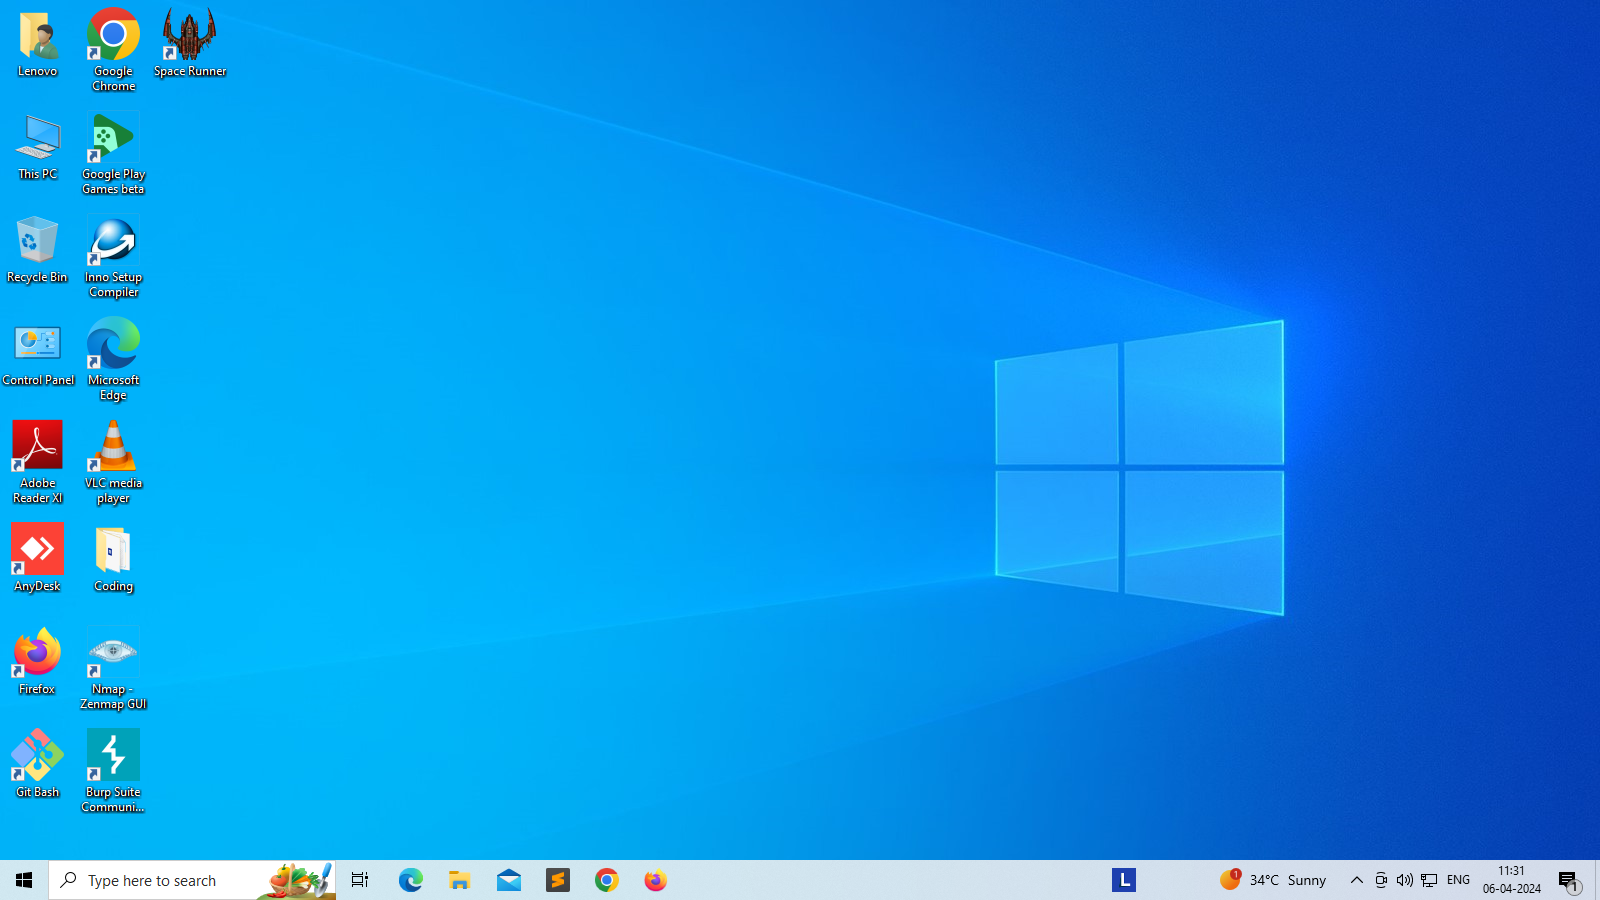 Lenovo
Google
Chrome
Space Runner
This PC
Google Play
Games beta
Recycle Bin
Inno Setup
Compiler
Control Panel
Microsoft
Edge
Adobe
Reader XI
VLC media
player
AnyDesk
Coding
Firefox
Nmap -
Zenmap GUI
Git Bash
Burp Suite
Communi...
Type here to search
L
1
34°C Sunny
ENG
11:31
06-04-2024
1